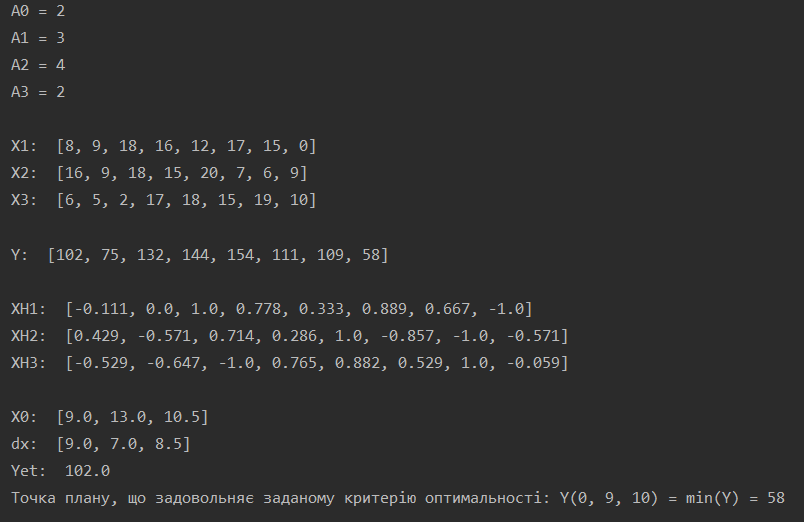 A0 = 2
A1 = 3
A2 = 4
A3 = 2
X1:  [8, 9, 18, 16, 12, 17, 15, 0]
X2:  [16, 9, 18, 15, 20, 7, 6, 9]
X3:  [6, 5, 2, 17, 18, 15, 19, 10]
Y:  [102, 75, 132, 144, 154, 111, 109, 58]
XH1:  [-0.111, 0.0, 1.0, 0.778, 0.333, 0.889, 0.667, -1.0]
XH2:  [0.429, -0.571, 0.714, 0.286, 1.0, -0.857, -1.0, -0.571]
XH3:  [-0.529, -0.647, -1.0, 0.765, 0.882, 0.529, 1.0, -0.059]
X0:  [9.0, 13.0, 10.5]
dx:  [9.0, 7.0, 8.5]
Yet:  102.0
Точка плану, що задовольняє заданому критерію оптимальності: Y(0, 9, 10) = min(Y) = 58